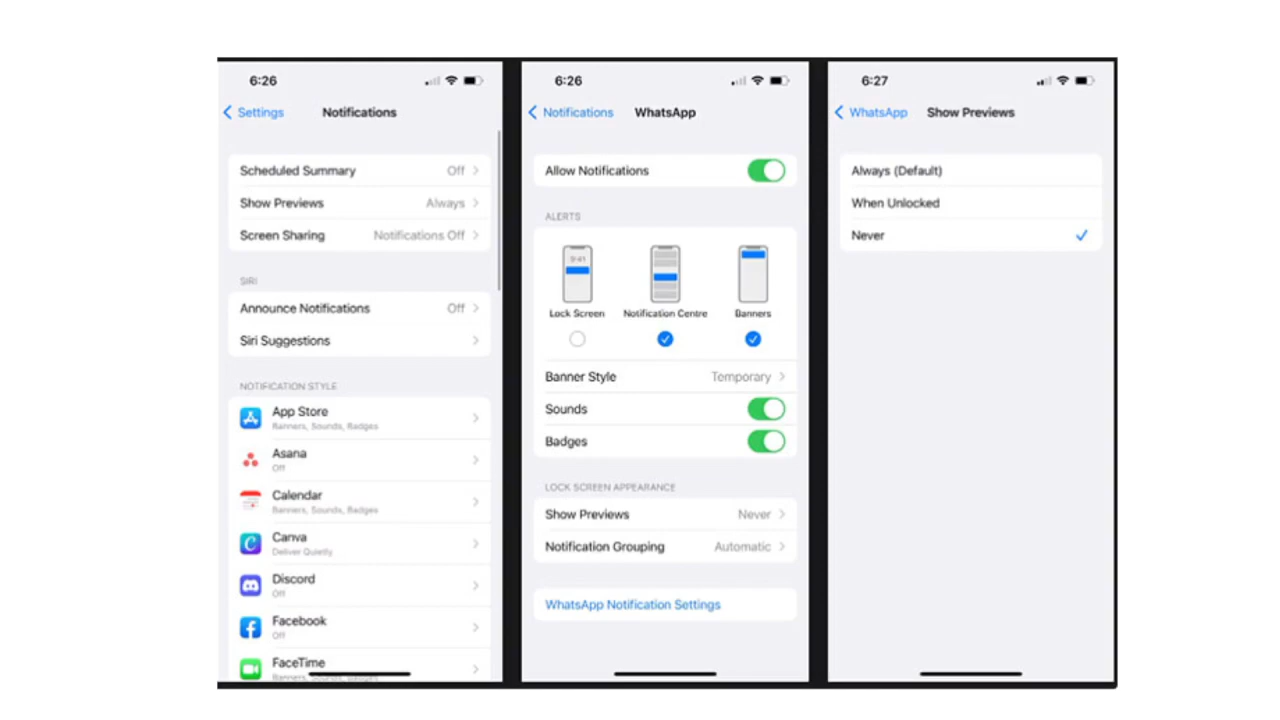 6:26
Settings
Notifications
Scheduled Summary Off
Show Previews Always
Screen Sharing Notifications Off
SIRI
Announce Notifications Off
Siri Suggestions
NOTIFICATION STYLE
App Store
Banners, Sounds, Badges
Asana
Off
Calendar
Banners, Sounds, Badges
Canva
Deliver Quietly
Discord
Off
Facebook
Off
FaceTime
Banners, Sounds, Badges
6:26
Notifications
WhatsApp
Allow Notifications
ALERTS
9:41
Lock Screen
Notification Centre
Banners
Banner Style Temporary
Sounds
Badges
LOCK SCREEN APPEARANCE
Show Previews Never
Notification Grouping Automatic
WhatsApp Notification Settings
6:27
WhatsApp
Show Previews
Always (Default)
When Unlocked
Never